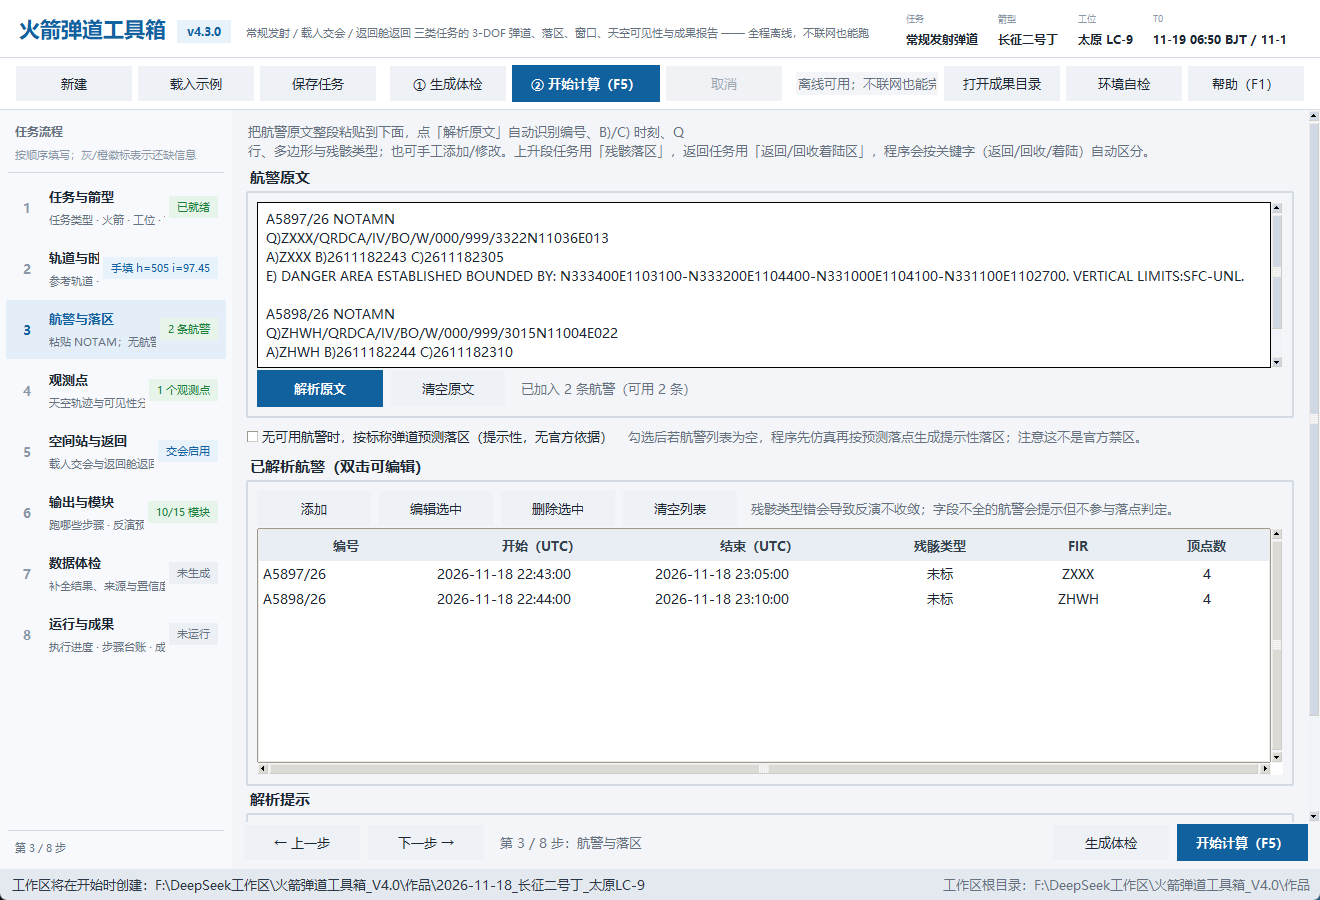 火箭弹道工具箱 v4.3.0 常规发射 / 载人交会 / 返回舱返回 三类任务的 3-DOF 弹道、落区、窗口、天空可见性与成果报告 —— 全程离线，不联网也能跑
任务 箭型 工位 T0
常规发射弹道 长征二号丁 太原 LC-9 11-19 06:50 BJT / 11-1
新建 载入示例 保存任务 ① 生成体检 ② 开始计算（F5） 取消 离线可用；不联网也能 打开成果目录 环境自检 帮助（F1）
任务流程
按顺序填写；灰/橙徽标表示还缺信息
1 任务与箭型 已就绪
任务类型 · 火箭 · 工位 ·
2 轨道与时 手填 h=505 i=97.45
参考轨道 ·
3 航警与落区 2 条航警
粘贴 NOTAM；无航警
4 观测点 1 个观测点
天空轨迹与可见性分
5 空间站与返回 交会启用
载人交会与返回舱返回
6 输出与模块 10/15 模块
跑哪些步骤 · 反演预
7 数据体检 未生成
补全结果、来源与置信度
8 运行与成果 未运行
执行进度 · 步骤台账 · 成
第 3 / 8 步
把航警原文整段粘贴到下面，点「解析原文」自动识别编号、B)/C) 时刻、Q
行、多边形与残骸类型；也可手工添加/修改。上升段任务用「残骸落区」，返回任务用「返回/回收着陆区」，程序会按关键字（返回/回收/着陆）自动区分。
航警原文
A5897/26 NOTAMN
Q)ZXXX/QRDCA/IV/BO/W/000/999/3322N11036E013
A)ZXXX B)2611182243 C)2611182305
E) DANGER AREA ESTABLISHED BOUNDED BY: N333400E1103100-N333200E1104400-N331000E1104100-N331100E1102700. VERTICAL LIMITS:SFC-UNL.
A5898/26 NOTAMN
Q)ZHWH/QRDCA/IV/BO/W/000/999/3015N11004E022
A)ZHWH B)2611182244 C)2611182310
解析原文 清空原文 已加入 2 条航警（可用 2 条）
无可用航警时，按标称弹道预测落区（提示性，无官方依据） 勾选后若航警列表为空，程序先仿真再按预测落点生成提示性落区；注意这不是官方禁区。
已解析航警（双击可编辑）
添加 编辑选中 删除选中 清空列表 残骸类型错会导致反演不收敛；字段不全的航警会提示但不参与落点判定。
编号 开始（UTC） 结束（UTC） 残骸类型 FIR 顶点数
A5897/26 2026-11-18 22:43:00 2026-11-18 23:05:00 未标 ZXXX 4
A5898/26 2026-11-18 22:44:00 2026-11-18 23:10:00 未标 ZHWH 4
解析提示
← 上一步 下一步 → 第 3 / 8 步：航警与落区 生成体检 开始计算（F5）
工作区将在开始时创建：F:\DeepSeek工作区\火箭弹道工具箱_V4.0\作品\2026-11-18_长征二号丁_太原LC-9 工作区根目录：F:\DeepSeek工作区\火箭弹道工具箱_V4.0\作品